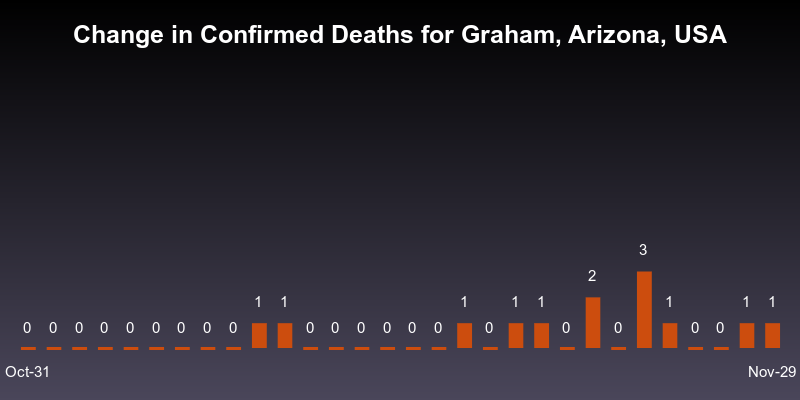 Change in Confirmed Deaths for Graham, Arizona, USA
3
2
1 1 1 1 1 1 1 1
0 0 0 0 0 0 0 0 0 0 0 0 0 0 0 0 0 0 0 0
Oct-31 Nov-29